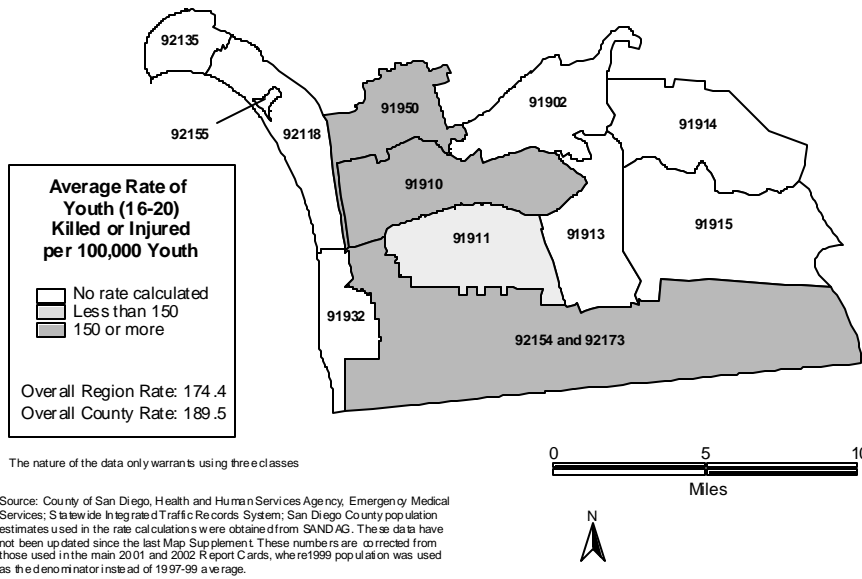 92135
92155
92118
91950
91902
91914
91910
91911
91913
91915
91932
92154 and 92173
Average Rate of
Youth (16-20)
Killed or Injured
per 100,000 Youth
No rate calculated
Less than 150
150 or more
Overall Region Rate: 174.4
Overall County Rate: 189.5
The nature of the data only warrants using three classes
0 5 10
Miles
N
Source: County of San Diego, Health and Human Services Agency, Emergency Medical
Services; Statewide Integrated Traffic Records System; San Diego County population
estimates used in the rate calculations were obtained from SANDAG. These data have
not been updated since the last Map Supplement. These numbers are corrected from
those used in the main 2001 and 2002 Report Cards, where 1999 population was used
as the denominator instead of 1997-99 average.